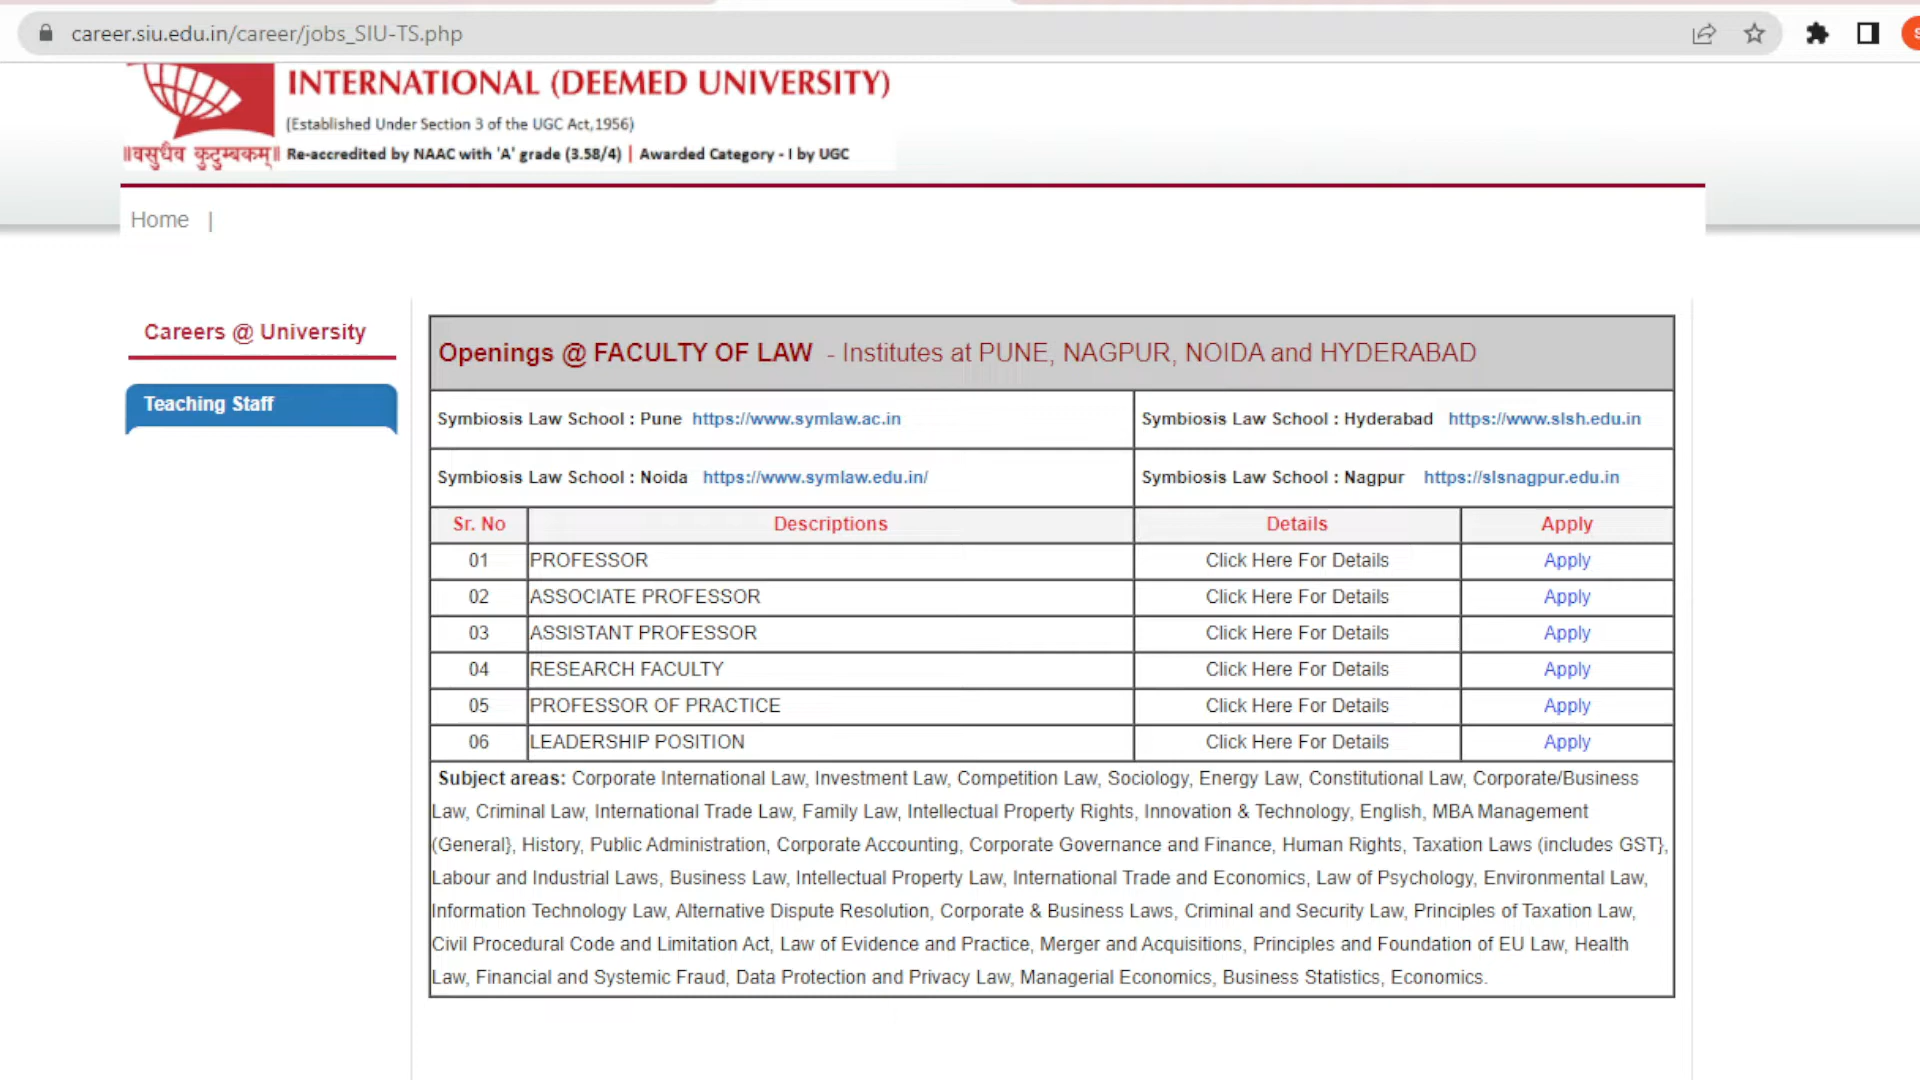 career.siu.edu.in/career/jobs_SIU-TS.php
INTERNATIONAL (DEEMED UNIVERSITY)
(Established Under Section 3 of the UGC Act,1956)
॥वसुधैव कुटुम्बकम्॥ Re-accredited by NAAC with 'A' grade (3.58/4) | Awarded Category - I by UGC
Home |
Careers @ University
Teaching Staff
Openings @ FACULTY OF LAW - Institutes at PUNE, NAGPUR, NOIDA and HYDERABAD
Symbiosis Law School : Pune https://www.symlaw.ac.in Symbiosis Law School : Hyderabad https://www.slsh.edu.in
Symbiosis Law School : Noida https://www.symlaw.edu.in/ Symbiosis Law School : Nagpur https://slsnagpur.edu.in
Sr. No Descriptions Details Apply
01 PROFESSOR Click Here For Details Apply
02 ASSOCIATE PROFESSOR Click Here For Details Apply
03 ASSISTANT PROFESSOR Click Here For Details Apply
04 RESEARCH FACULTY Click Here For Details Apply
05 PROFESSOR OF PRACTICE Click Here For Details Apply
06 LEADERSHIP POSITION Click Here For Details Apply
Subject areas: Corporate International Law, Investment Law, Competition Law, Sociology, Energy Law, Constitutional Law, Corporate/Business
Law, Criminal Law, International Trade Law, Family Law, Intellectual Property Rights, Innovation & Technology, English, MBA Management
(General}, History, Public Administration, Corporate Accounting, Corporate Governance and Finance, Human Rights, Taxation Laws (includes GST},
Labour and Industrial Laws, Business Law, Intellectual Property Law, International Trade and Economics, Law of Psychology, Environmental Law,
Information Technology Law, Alternative Dispute Resolution, Corporate & Business Laws, Criminal and Security Law, Principles of Taxation Law,
Civil Procedural Code and Limitation Act, Law of Evidence and Practice, Merger and Acquisitions, Principles and Foundation of EU Law, Health
Law, Financial and Systemic Fraud, Data Protection and Privacy Law, Managerial Economics, Business Statistics, Economics.